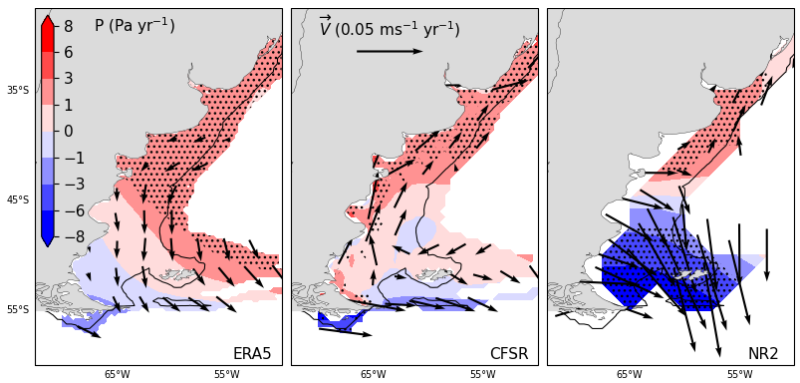 P (Pa yr⁻¹)
8
6
3
1
0
−1
−3
−6
−8
V⃗ (0.05 ms⁻¹ yr⁻¹)
35°S
45°S
55°S
ERA5
CFSR
NR2
65°W 55°W 65°W 55°W 65°W 55°W